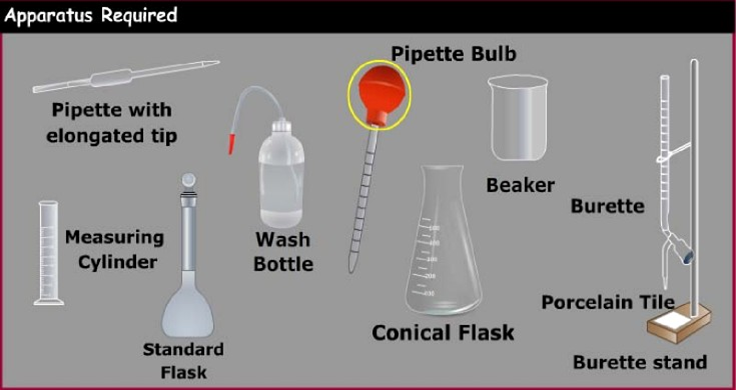 Apparatus Required
Pipette Bulb
Pipette with
elongated tip
Beaker
Burette
Measuring
Cylinder
Wash
Bottle
Porcelain Tile
Conical Flask
Standard
Flask
Burette stand